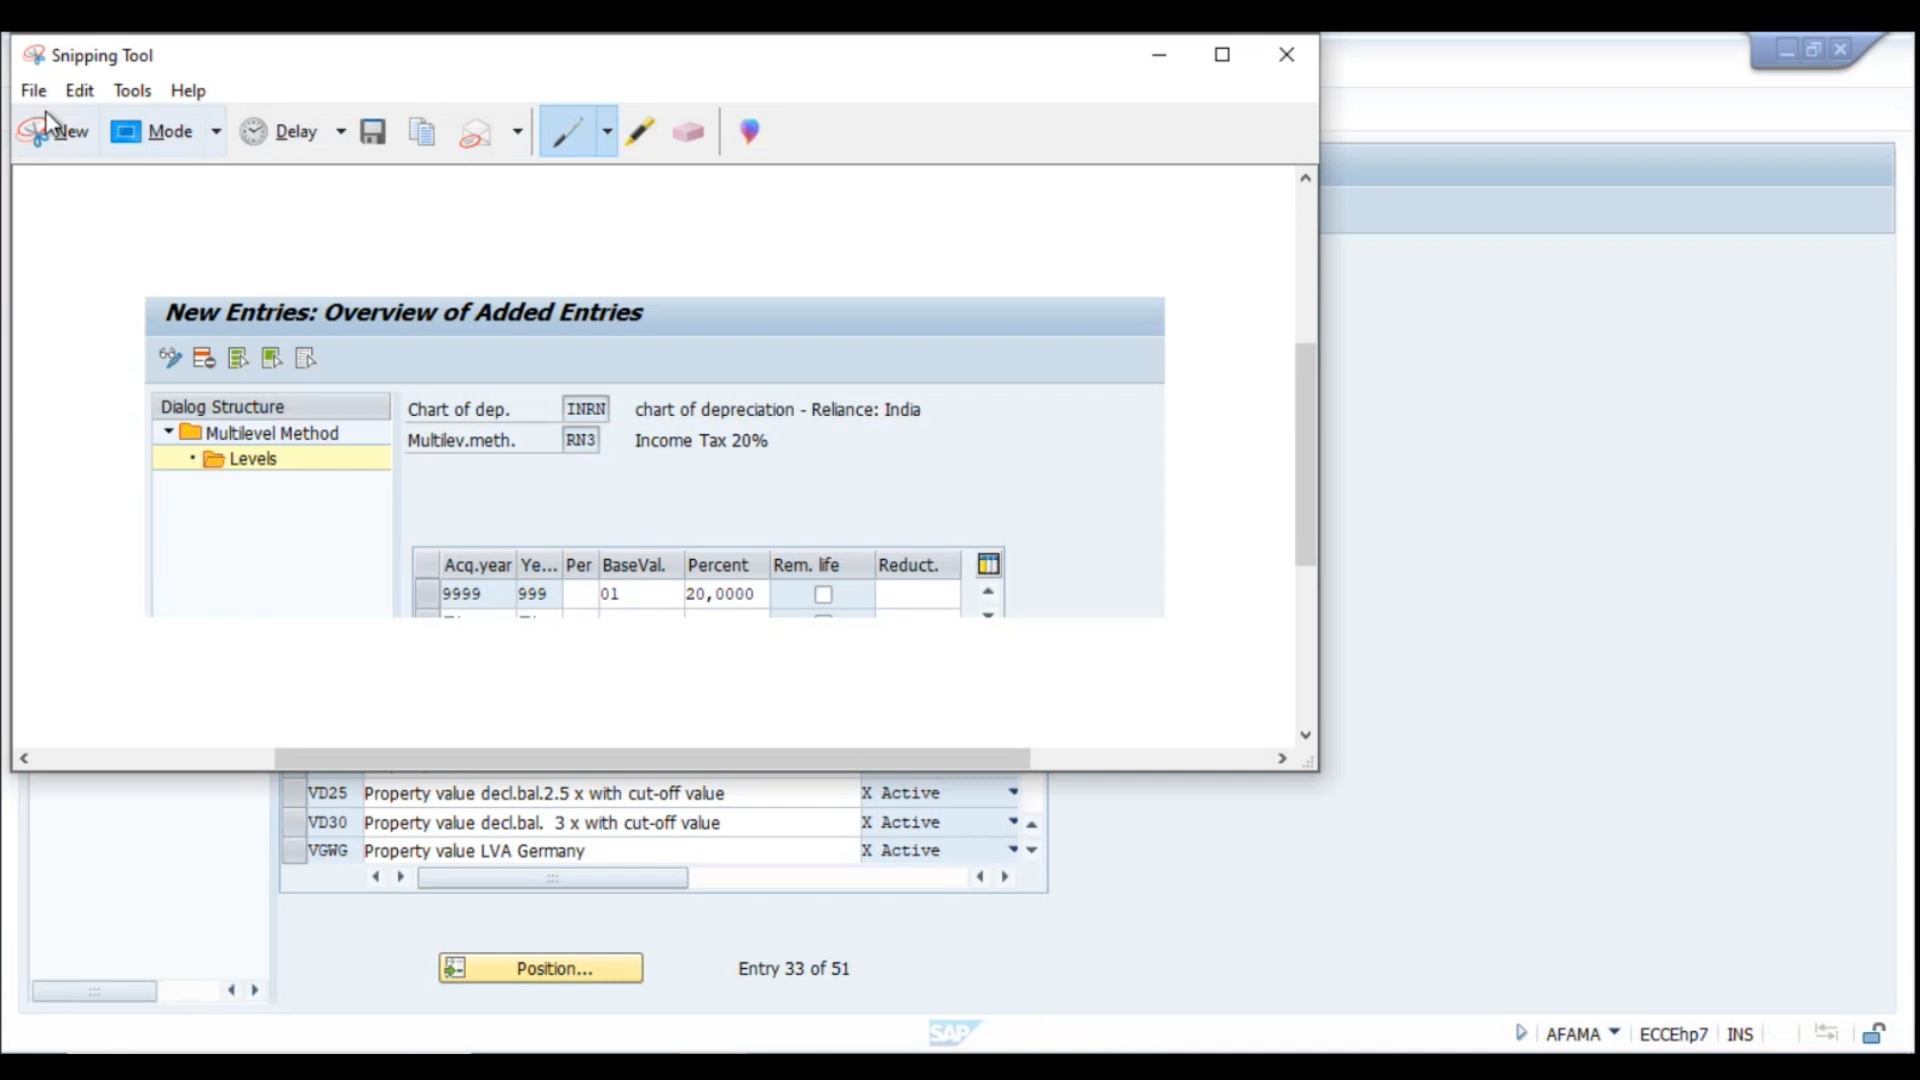 Snipping Tool
File Edit Tools Help
New Mode Delay
New Entries: Overview of Added Entries
Dialog Structure
Multilevel Method
Levels
Chart of dep. INRN chart of depreciation - Reliance: India
Multilev.meth. RN3 Income Tax 20%
Acq.year Ye... Per BaseVal. Percent Rem. life Reduct.
9999 999 01 20,0000
VD25 Property value decl.bal.2.5 x with cut-off value X Active
VD30 Property value decl.bal. 3 x with cut-off value X Active
VGWG Property value LVA Germany X Active
Position... Entry 33 of 51
SAP
AFAMA ECCEhp7 INS